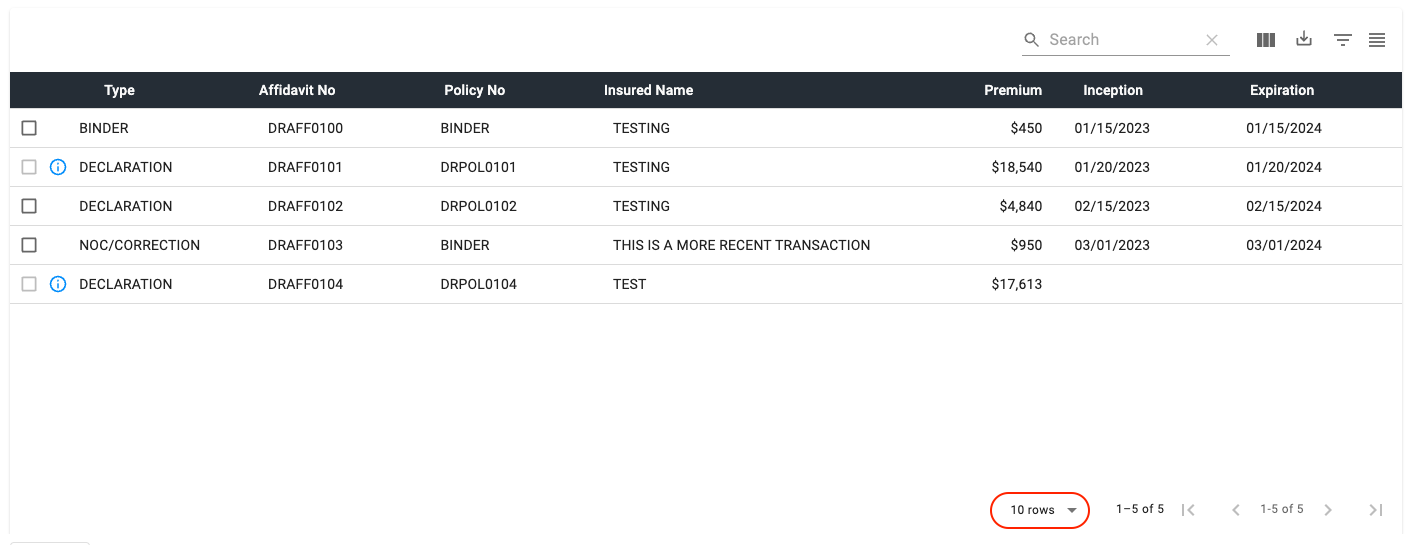 Search
Type Affidavit No Policy No Insured Name Premium Inception Expiration
BINDER DRAFF0100 BINDER TESTING $450 01/15/2023 01/15/2024
DECLARATION DRAFF0101 DRPOL0101 TESTING $18,540 01/20/2023 01/20/2024
DECLARATION DRAFF0102 DRPOL0102 TESTING $4,840 02/15/2023 02/15/2024
NOC/CORRECTION DRAFF0103 BINDER THIS IS A MORE RECENT TRANSACTION $950 03/01/2023 03/01/2024
DECLARATION DRAFF0104 DRPOL0104 TEST $17,613
10 rows 1–5 of 5 1-5 of 5